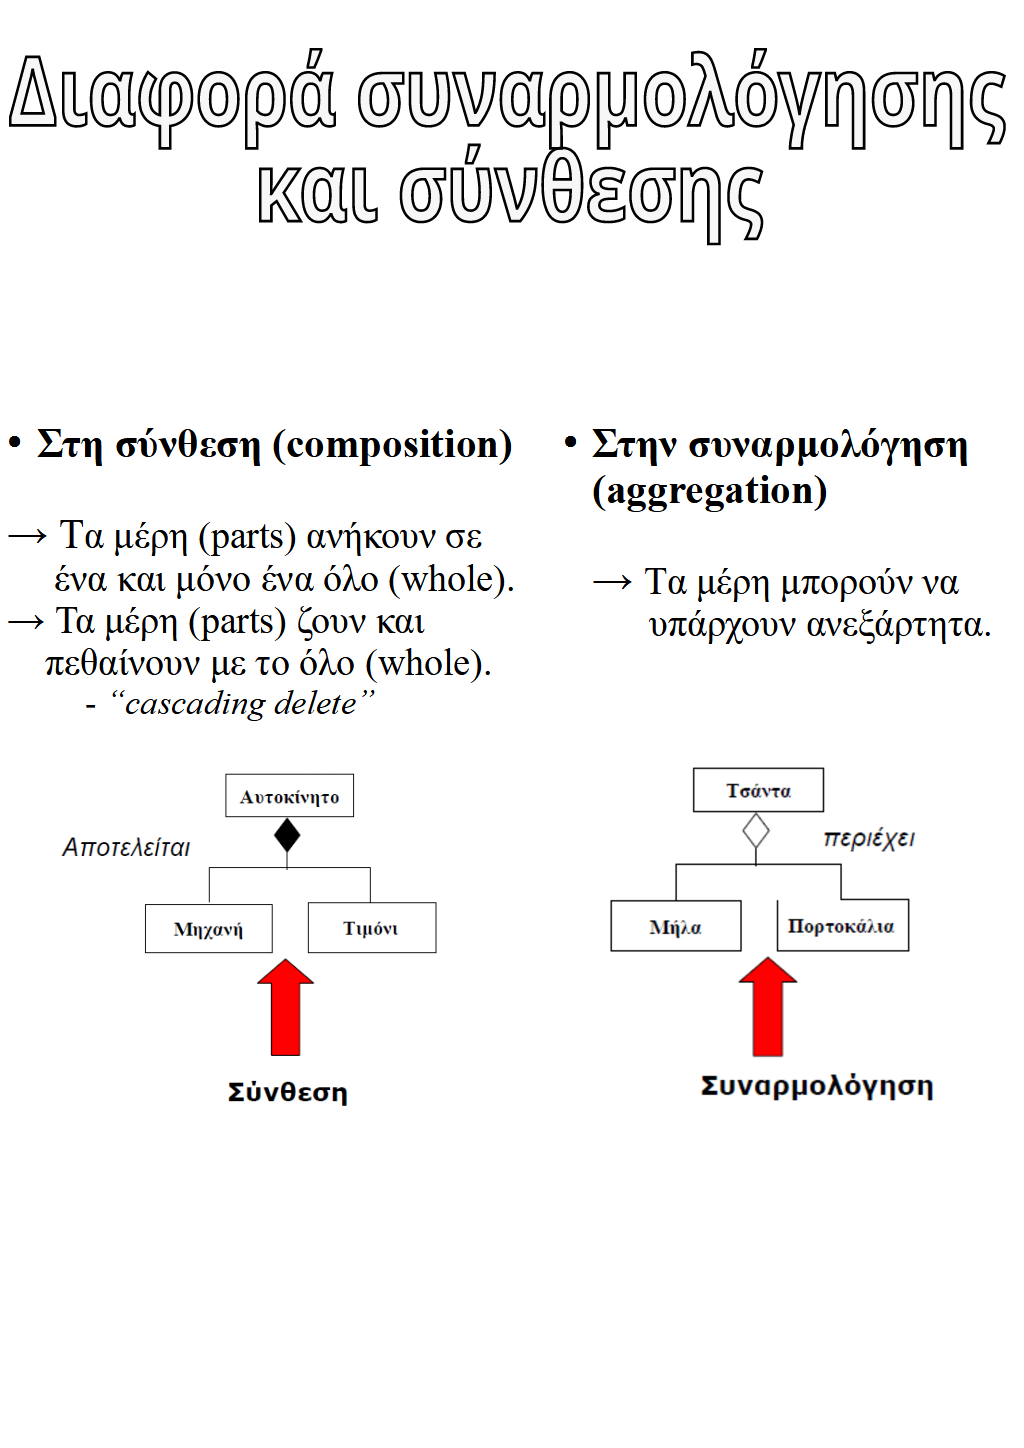 Διαφορά συναρμολόγησης
και σύνθεσης
• Στη σύνθεση (composition)
→ Τα μέρη (parts) ανήκουν σε
ένα και μόνο ένα όλο (whole).
→ Τα μέρη (parts) ζουν και
πεθαίνουν με το όλο (whole).
- “cascading delete”
• Στην συναρμολόγηση
(aggregation)
→ Τα μέρη μπορούν να
υπάρχουν ανεξάρτητα.
Αυτοκίνητο
Αποτελείται
Μηχανή
Τιμόνι
Σύνθεση
Τσάντα
περιέχει
Μήλα
Πορτοκάλια
Συναρμολόγηση